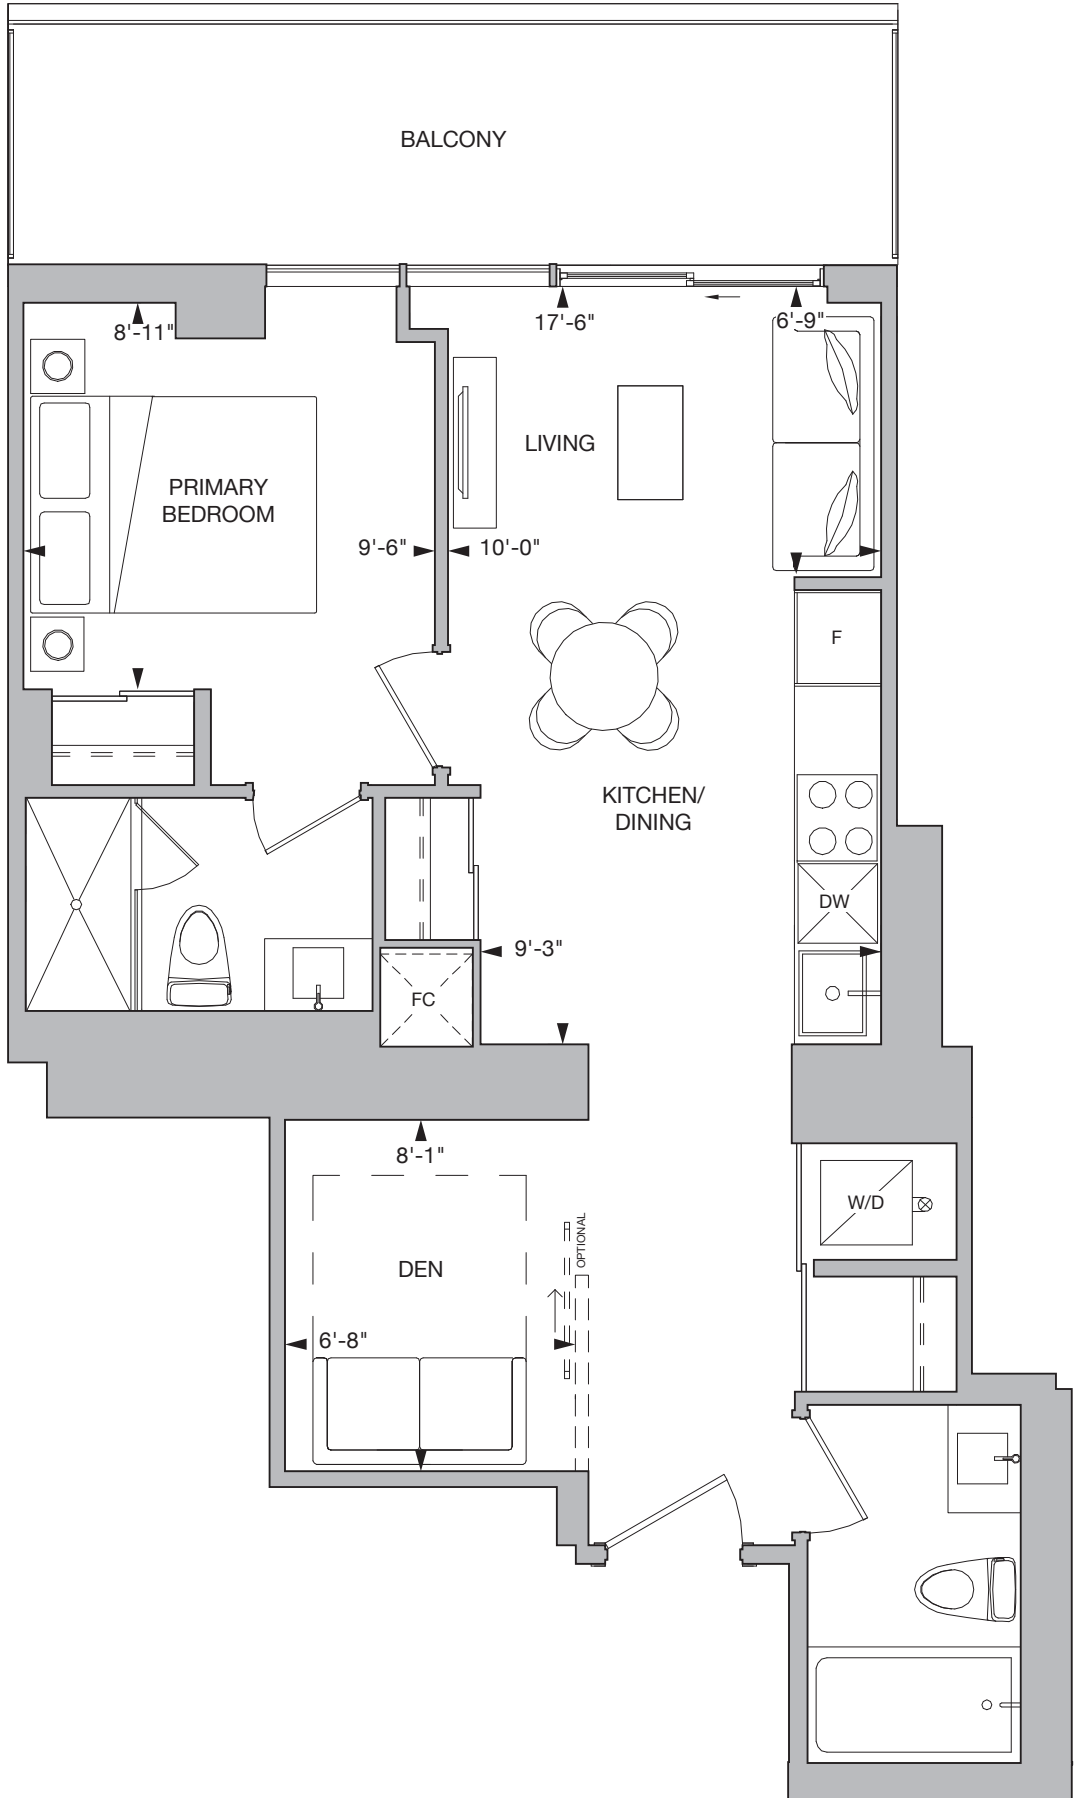 BALCONY
8'-11"
17'-6"
6'-9"
LIVING
PRIMARY
BEDROOM
9'-6"
10'-0"
F
KITCHEN/
DINING
DW
9'-3"
FC
8'-1"
W/D
OPTIONAL
DEN
6'-8"